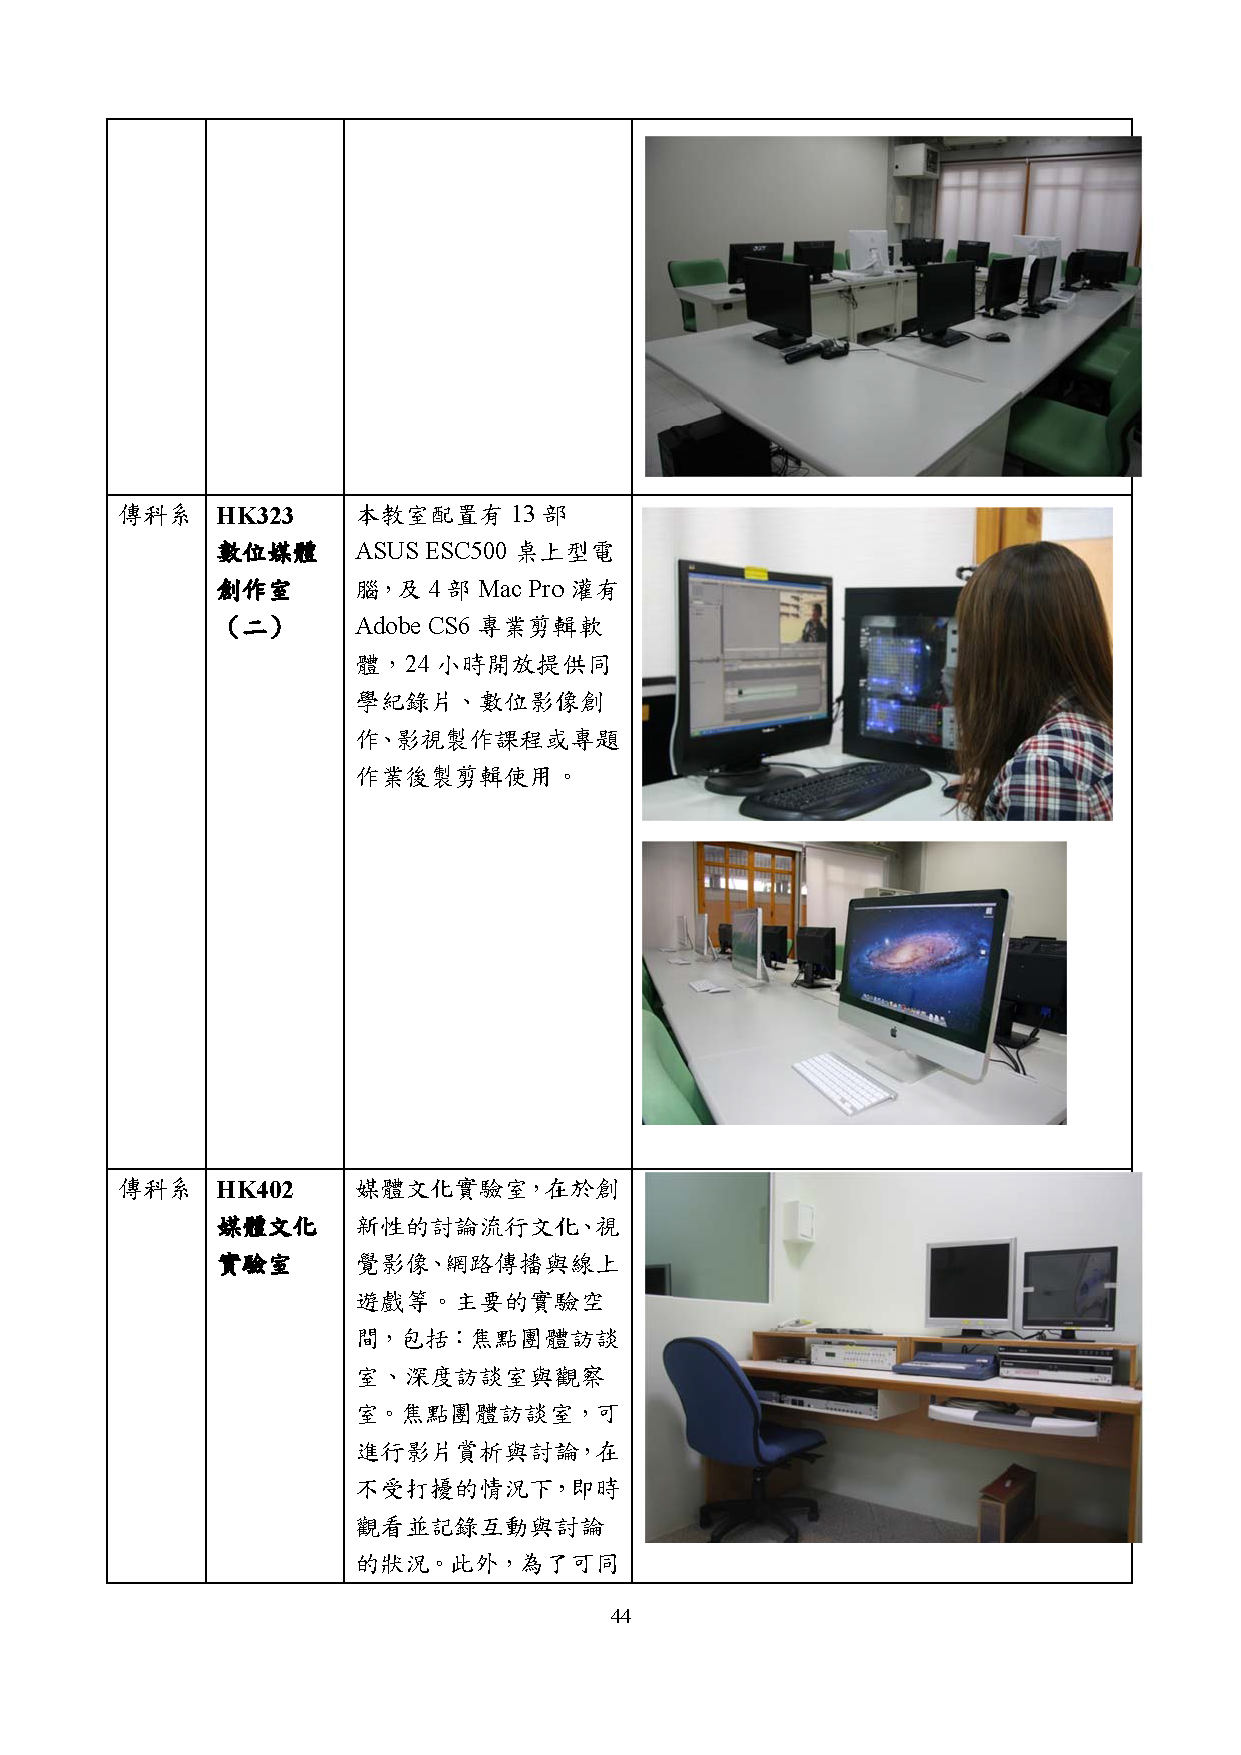 傳科系
HK323
數位媒體
創作室
（二）
本教室配置有 13 部
ASUS ESC500 桌上型電
腦，及 4 部 Mac Pro 灌有
Adobe CS6 專業剪輯軟
體，24 小時開放提供同
學紀錄片、數位影像創
作、影視製作課程或專題
作業後製剪輯使用。
傳科系
HK402
媒體文化
實驗室
媒體文化實驗室，在於創
新性的討論流行文化、視
覺影像、網路傳播與線上
遊戲等。主要的實驗空
間，包括：焦點團體訪談
室、深度訪談室與觀察
室。焦點團體訪談室，可
進行影片賞析與討論，在
不受打擾的情況下，即時
觀看並記錄互動與討論
的狀況。此外，為了可同
44